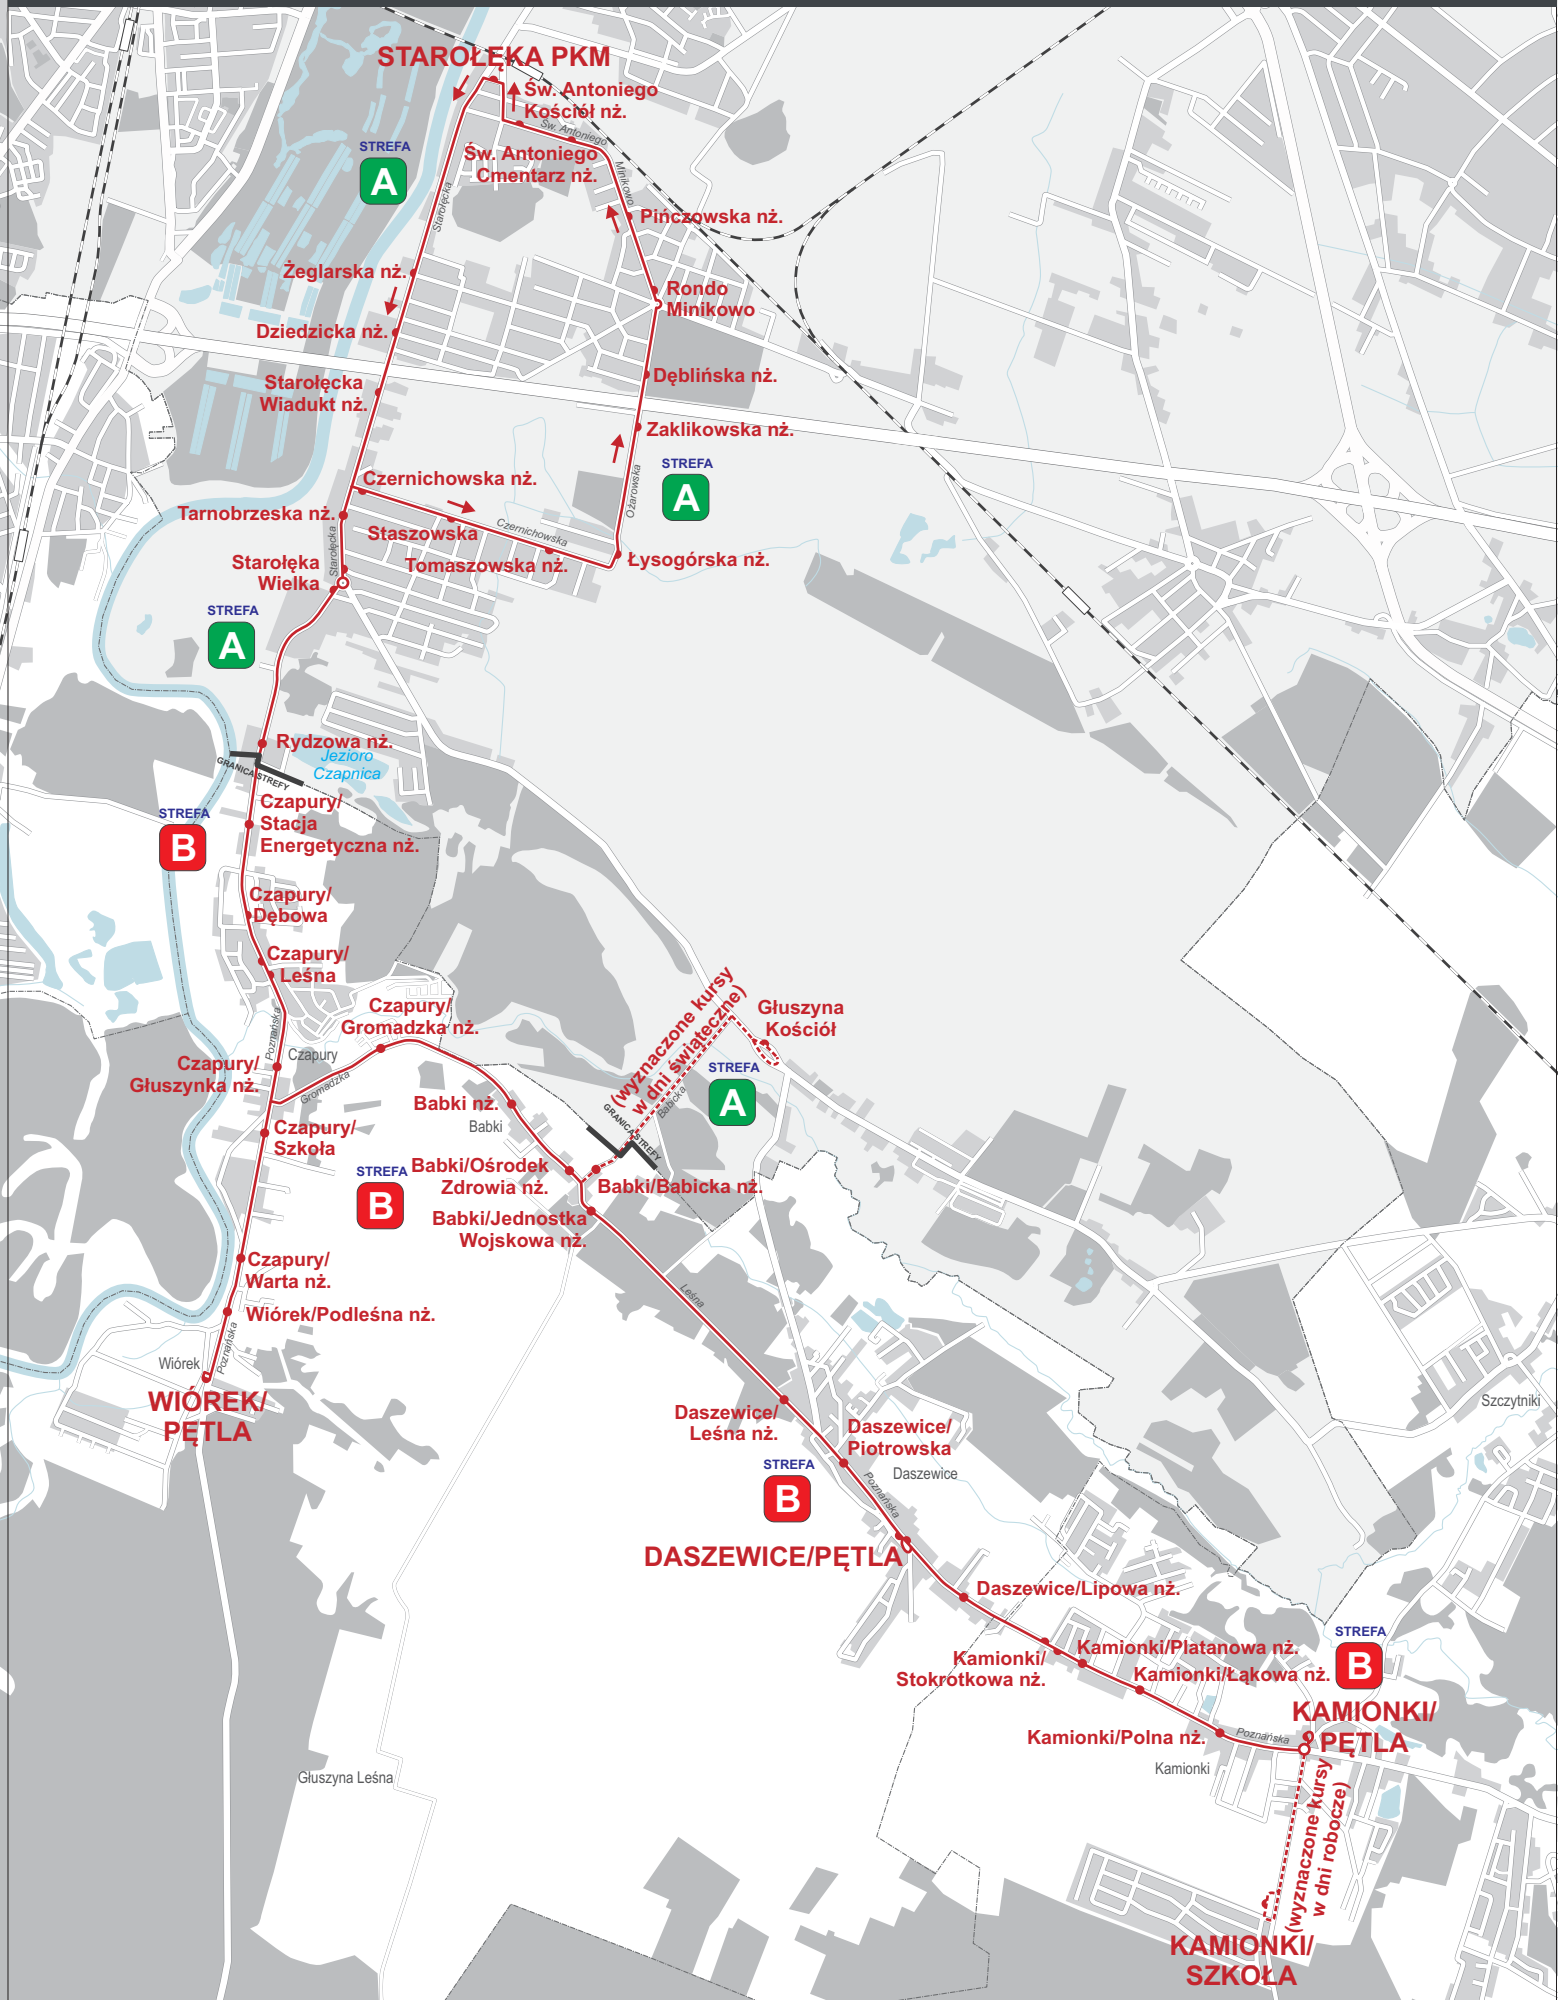 STAROŁĘKA PKM
Św. Antoniego
Kościół nż.
Św. Antoniego
Św. Antoniego
Cmentarz nż.
STREFA
A
Minikowo
Starołęcka
Pińczowska nż.
Żeglarska nż.
Rondo
Minikowo
Dziedzicka nż.
Starołęcka
Wiadukt nż.
Dęblińska nż.
Zaklikowska nż.
STREFA
A
Ożarowska
Czernichowska nż.
Tarnobrzeska nż.
Staszowska
Czernichowska
Tomaszowska nż.
Łysogórska nż.
Starołęcka
Starołęka
Wielka
STREFA
A
Rydzowa nż.
Jezioro
Czapnica
GRANICA STREFY
Czapury/
Stacja
Energetyczna nż.
STREFA
B
Czapury/
Dębowa
Czapury/
Leśna
Poznańska
Czapury/
Gromadzka nż.
Czapury
Czapury/
Głuszynka nż.
Gromadzka
(wyznaczone kursy
w dni świąteczne)
Głuszyna
Kościół
STREFA
A
Babicka
GRANICA STREFY
Babki nż.
Babki
Czapury/
Szkoła
STREFA
B
Babki/Ośrodek
Zdrowia nż.
Babki/Babicka nż.
Babki/Jednostka
Wojskowa nż.
Czapury/
Warta nż.
Wiórek/Podleśna nż.
Leśna
Poznańska
Wiórek
WIÓREK/
PĘTLA
Daszewice/
Leśna nż.
Daszewice/
Piotrowska
Szczytniki
STREFA
B
Poznańska
Daszewice
DASZEWICE/PĘTLA
Daszewice/Lipowa nż.
Kamionki/
Stokrotkowa nż.
Kamionki/Platanowa nż.
Kamionki/Łąkowa nż.
STREFA
B
Kamionki/Polna nż.
Poznańska
KAMIONKI/
PĘTLA
Kamionki
Głuszyna Leśna
(wyznaczone kursy
w dni robocze)
KAMIONKI/
SZKOŁA